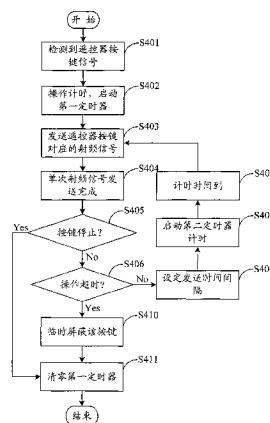 开 始
检测到遥控器按
键信号
S401
操作计时，启动
第一定时器
S402
发送遥控器按键
对应的射频信号
S403
单次射频信号发
送完成
S404
按键停止？
S405
Yes
No
操作超时？
S406
No
Yes
设定发送时间间
隔
S40
启动第二定时器
计时
S40
计时时间到
S40
临时屏蔽该按键
S410
清零第一定时器
S411
结束